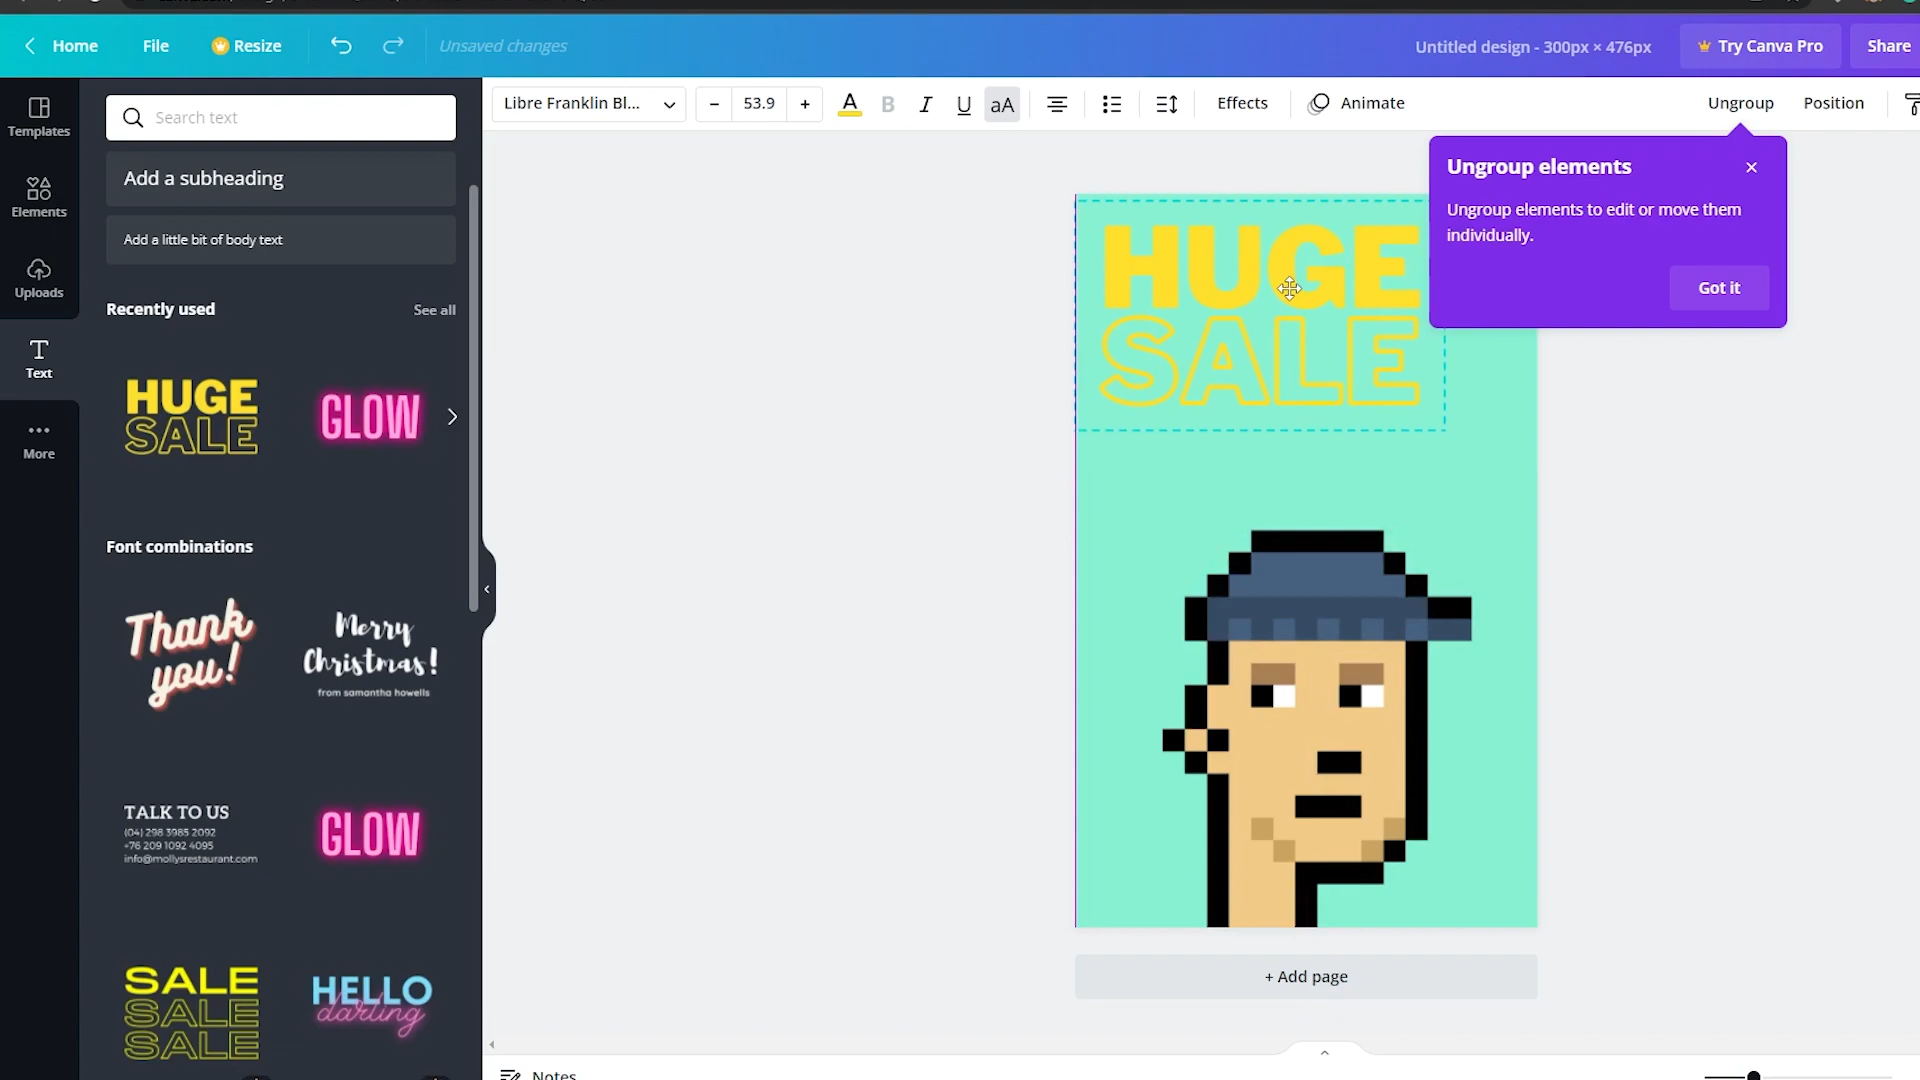 Home
File
Resize
Unsaved changes
Untitled design - 300px × 476px
Try Canva Pro
Share
Templates
Elements
Uploads
Text
More
Search text
Add a subheading
Add a little bit of body text
Recently used
See all
HUGE
SALE
GLOW
Font combinations
Thank
you!
Merry
Christmas!
from samantha howells
TALK TO US
(04) 298 3985 2092
+76 209 1092 4095
info@mollysrestaurant.com
GLOW
SALE
SALE
SALE
HELLO
darling
Libre Franklin Bl...
53.9
A
B
I
U
aA
Effects
Animate
Ungroup
Position
Ungroup elements
Ungroup elements to edit or move them
individually.
Got it
HUGE
SALE
+ Add page
Notes